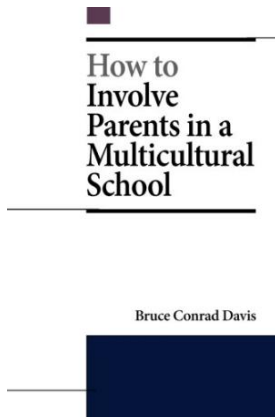 How to
Involve
Parents in a
Multicultural
School
Bruce Conrad Davis